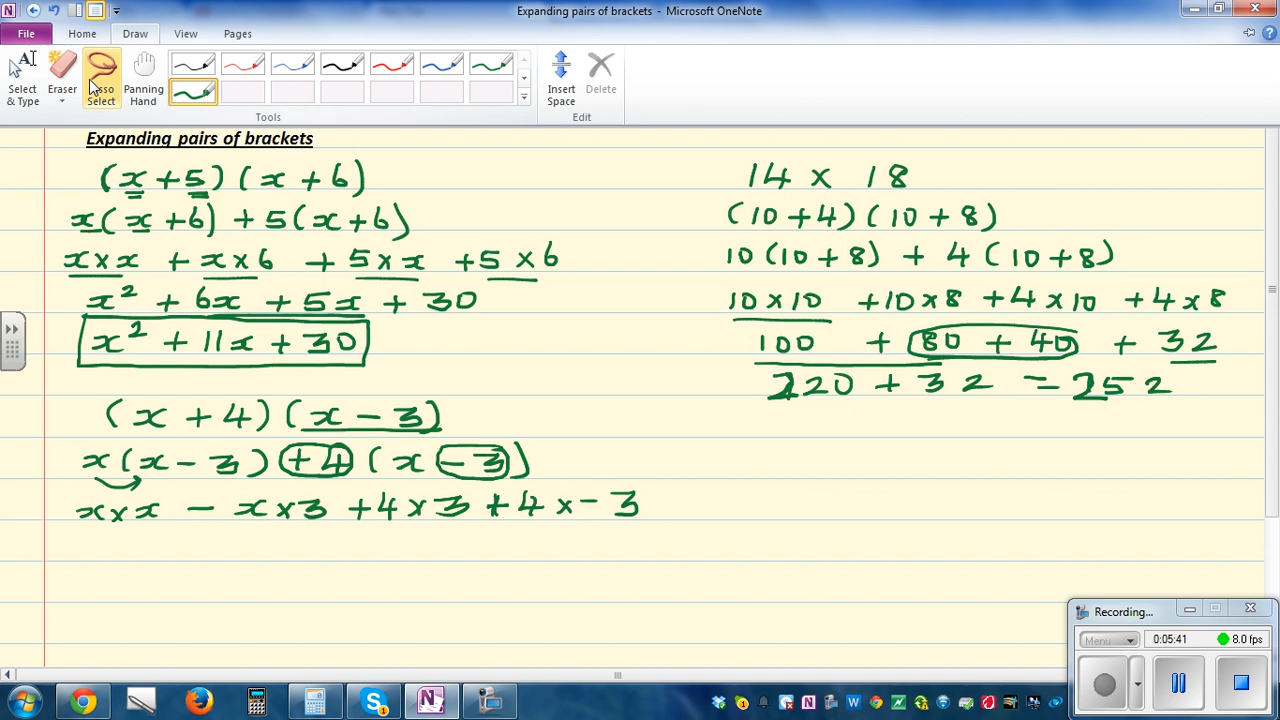 Expanding pairs of brackets - Microsoft OneNote
File Home Draw View Pages
Select & Type
Eraser
Lasso Select
Panning Hand
Insert Space
Delete
Tools
Edit
Expanding pairs of brackets
(x + 5) (x + 6)
x(x + 6) + 5(x + 6)
x × x + x × 6 + 5 × x + 5 × 6
x² + 6x + 5x + 30
x² + 11x + 30
(x + 4) (x - 3)
x(x - 3) + 4 (x - 3)
x × x - x × 3 + 4 × 3 + 4 × - 3
14 × 18
(10 + 4) (10 + 8)
10 (10 + 8) + 4 (10 + 8)
10 × 10 + 10 × 8 + 4 × 10 + 4 × 8
100 + 80 + 40 + 32
220 + 32 = 252
Recording...
Menu 0:05:41 8.0 fps